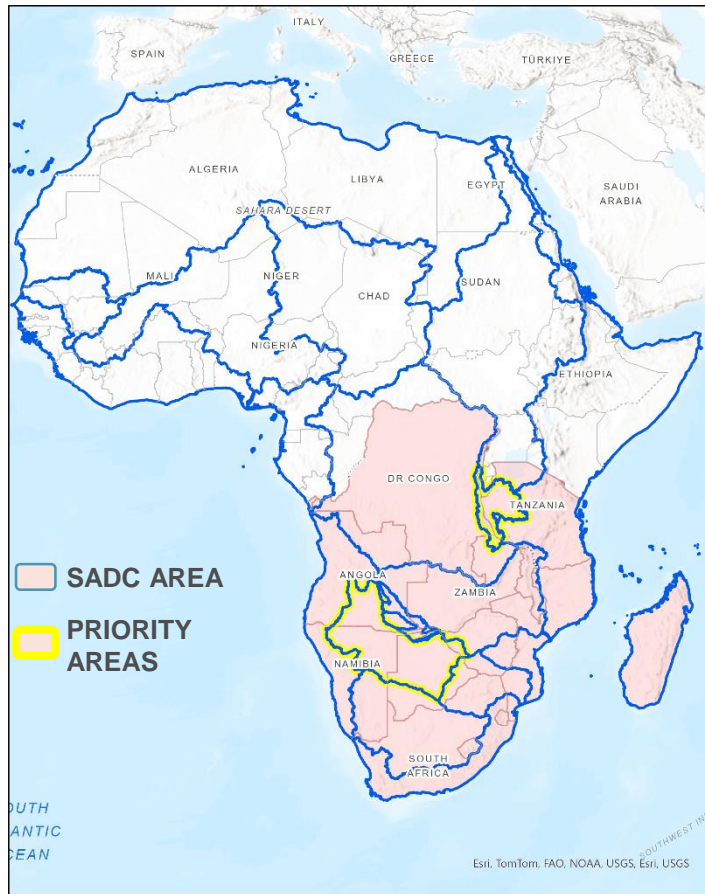 ITALY
SPAIN
GREECE
TÜRKIYE
ALGERIA
LIBYA
EGYPT
SAUDI
ARABIA
SAHARA DESERT
MALI
NIGER
CHAD
SUDAN
NIGERIA
ETHIOPIA
DR CONGO
TANZANIA
SADC AREA
ANGOLA
ZAMBIA
PRIORITY
AREAS
NAMIBIA
SOUTH
AFRICA
OUTH
ANTIC
CEAN
SOUTHWEST IN
Esri, TomTom, FAO, NOAA, USGS, Esri, USGS